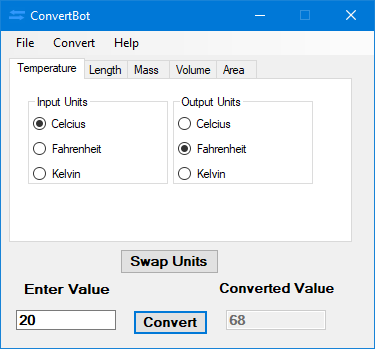 ConvertBot
File Convert Help
Temperature Length Mass Volume Area
Input Units Output Units
Celcius Celcius
Fahrenheit Fahrenheit
Kelvin Kelvin
Swap Units
Enter Value Converted Value
20 Convert 68